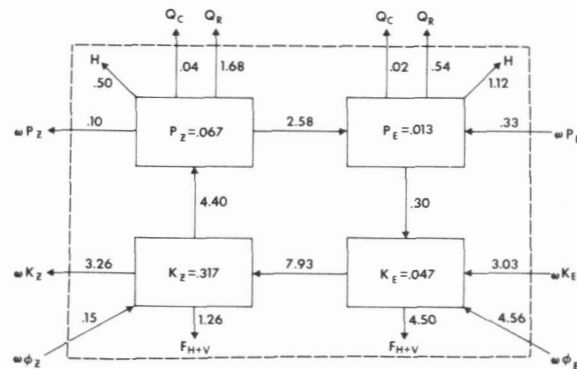 Q_C Q_R Q_C Q_R
H .04 1.68 .02 .54 H
.50 1.12
ωP_Z .10 P_Z=.067 2.58 P_E=.013 .33 ωP
4.40 .30
ωK_Z 3.26 K_Z=.317 7.93 K_E=.047 3.03 ωK_E
.15 1.26 4.50 4.56
ωφ_Z F_H+V F_H+V ωφ